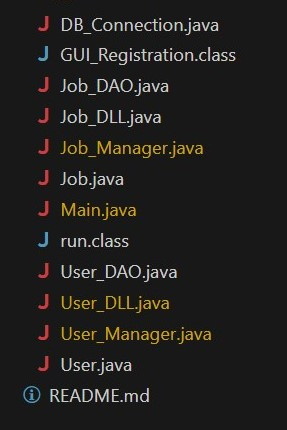 DB_Connection.java
GUI_Registration.class
Job_DAO.java
Job_DLL.java
Job_Manager.java
Job.java
Main.java
run.class
User_DAO.java
User_DLL.java
User_Manager.java
User.java
README.md